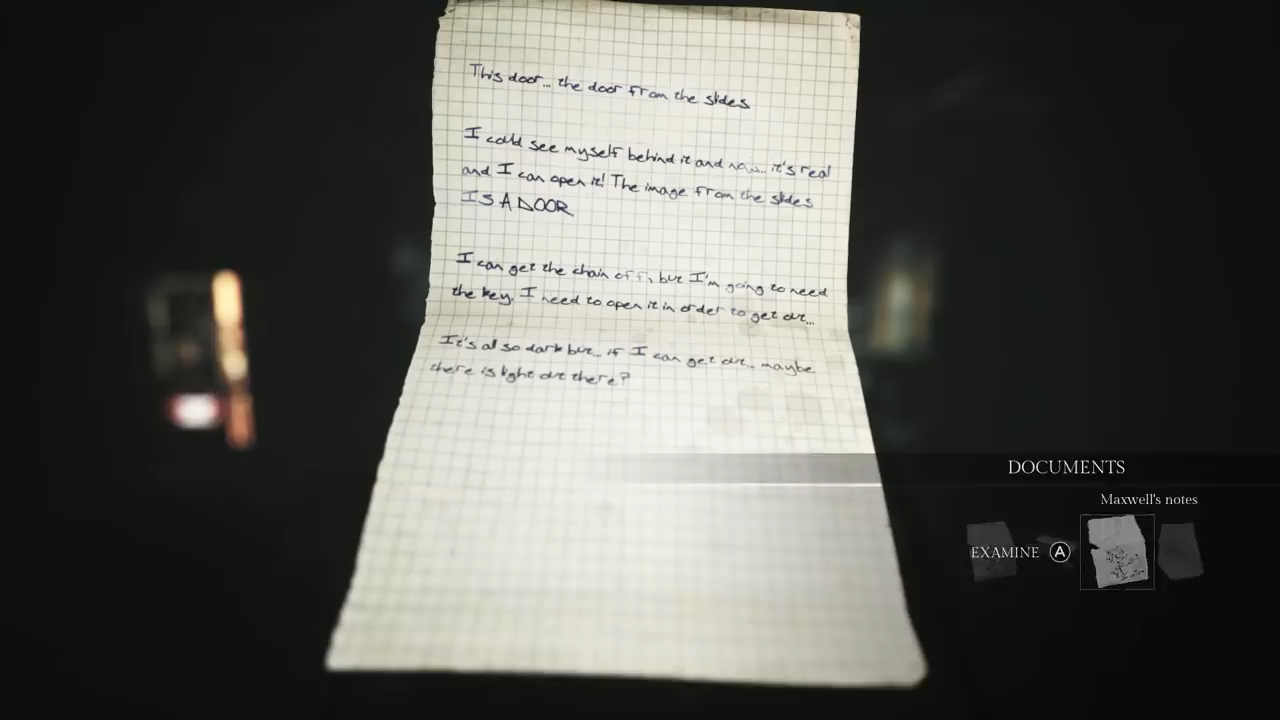 This door... the door from the slides
I could see myself behind it and now... it's real
and I can open it! The image from the slides
IS A DOOR
I can get the chain off, but I'm going to need
the key. I need to open it in order to get out...
It's all so dark but... if I can get out... maybe
there is light out there?
DOCUMENTS
Maxwell's notes
EXAMINE A